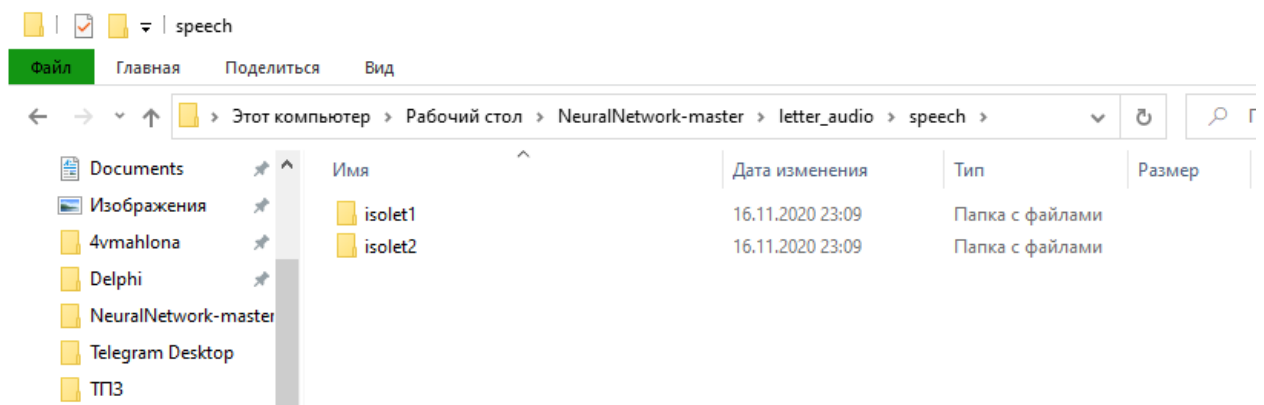 speech
Файл Главная Поделиться Вид
Этот компьютер > Рабочий стол > NeuralNetwork-master > letter_audio > speech >
Имя Дата изменения Тип Размер
Documents
Изображения
4vmahlona
Delphi
NeuralNetwork-master
Telegram Desktop
ТПЗ
isolet1 16.11.2020 23:09 Папка с файлами
isolet2 16.11.2020 23:09 Папка с файлами